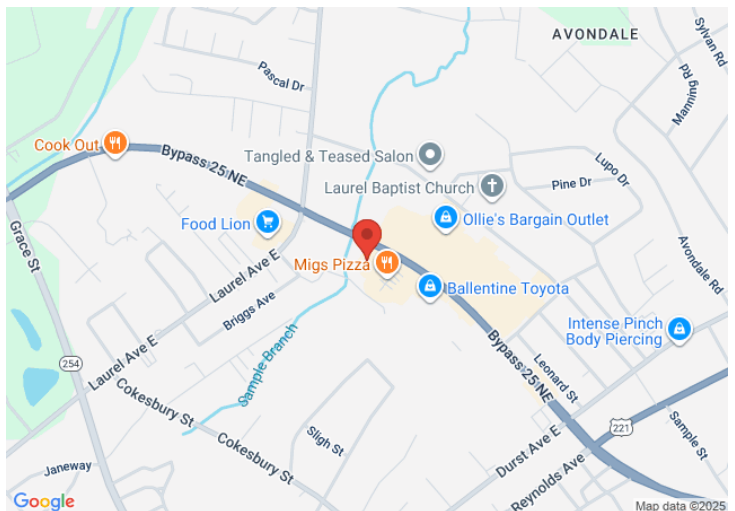 AVONDALE
Sylvan Rd
Manning Rd
Pascal Dr
Cook Out
Bypass 25 NE
Tangled & Teased Salon
Lupo Dr
Laurel Baptist Church
Pine Dr
Food Lion
Ollie's Bargain Outlet
Grace St
Laurel Ave E
Migs Pizza
Avondale Rd
Ballentine Toyota
Briggs Ave
Intense Pinch
Body Piercing
Sample Branch
Bypass 25 NE
Laurel Ave E
254
Leonard St
Cokesbury St
Cokesbury St
Sligh St
221
Sample St
Durst Ave E
Reynolds Ave
Janeway
Google
Map data ©2025